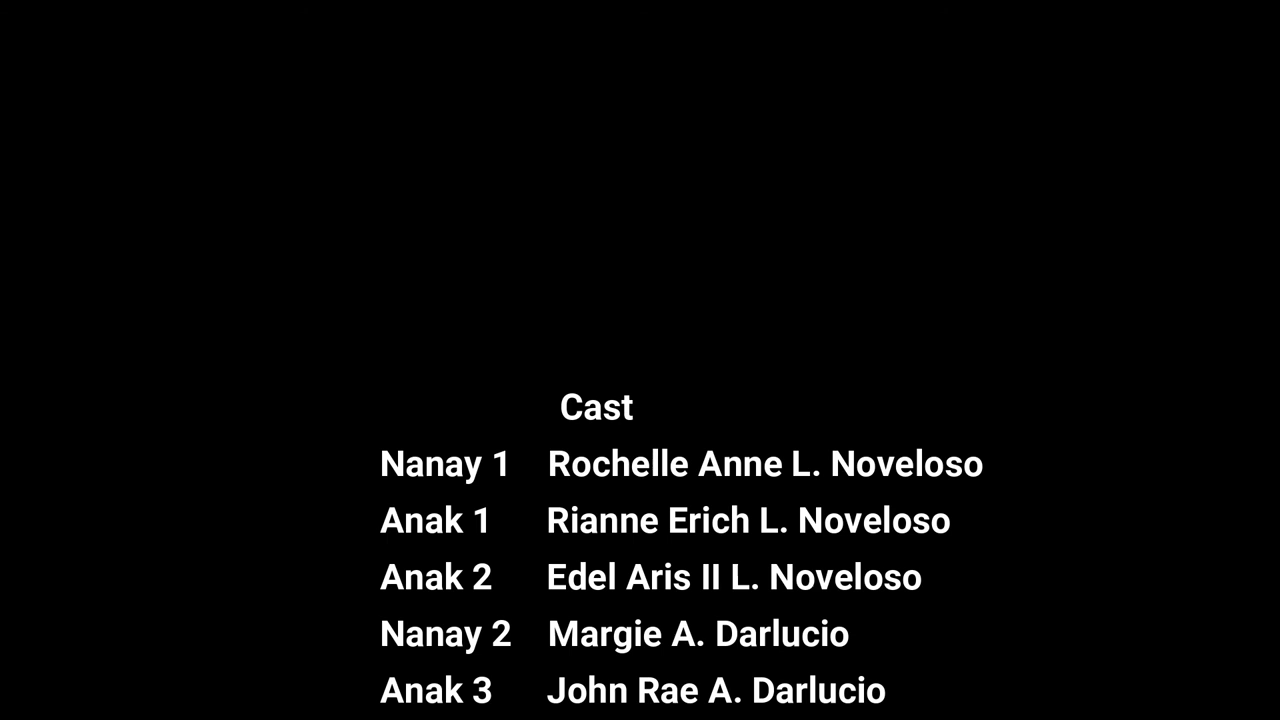 Cast
Nanay 1 Rochelle Anne L. Noveloso
Anak 1 Rianne Erich L. Noveloso
Anak 2 Edel Aris II L. Noveloso
Nanay 2 Margie A. Darlucio
Anak 3 John Rae A. Darlucio